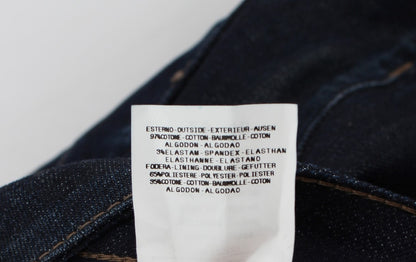 ESTERNO-OUTSIDE-EXTERIEUR-AUSEN
97%COTONE-COTTON-BAUMWOLLE-COTON
ALGODON-ALGODAO
3%ELASTAN-SPANDEX-ELASTHAN
ELASTHANNE-ELASTANO
FODERA-LINING-DOUBLURE-GEFUTTER
65%POLIESTERE-POLYESTER-POLIESTER
35%COTONE-COTTON-BAUMWOLLE-COTON
ALGODON-ALGODAO